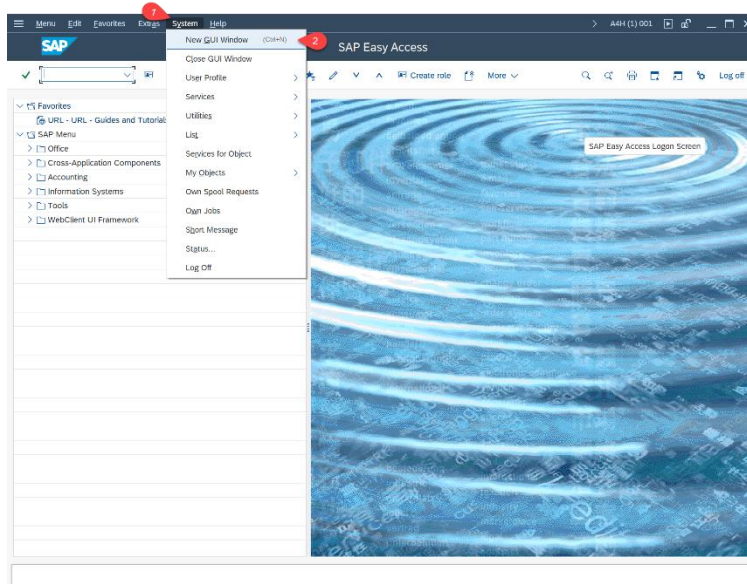 1
Menu Edit Favorites Extras System Help A4H (1) 001
New GUI Window (Ctrl+N) 2
SAP SAP Easy Access
Close GUI Window
User Profile
Create role More Log off
Services
Favorites
Utilities
URL - URL - Guides and Tutorials
List
SAP Menu
Office
Services for Object
SAP Easy Access Logon Screen
Cross-Application Components
My Objects
Accounting
Information Systems
Own Spool Requests
Tools
Own Jobs
WebClient UI Framework
Short Message
Status...
Log Off